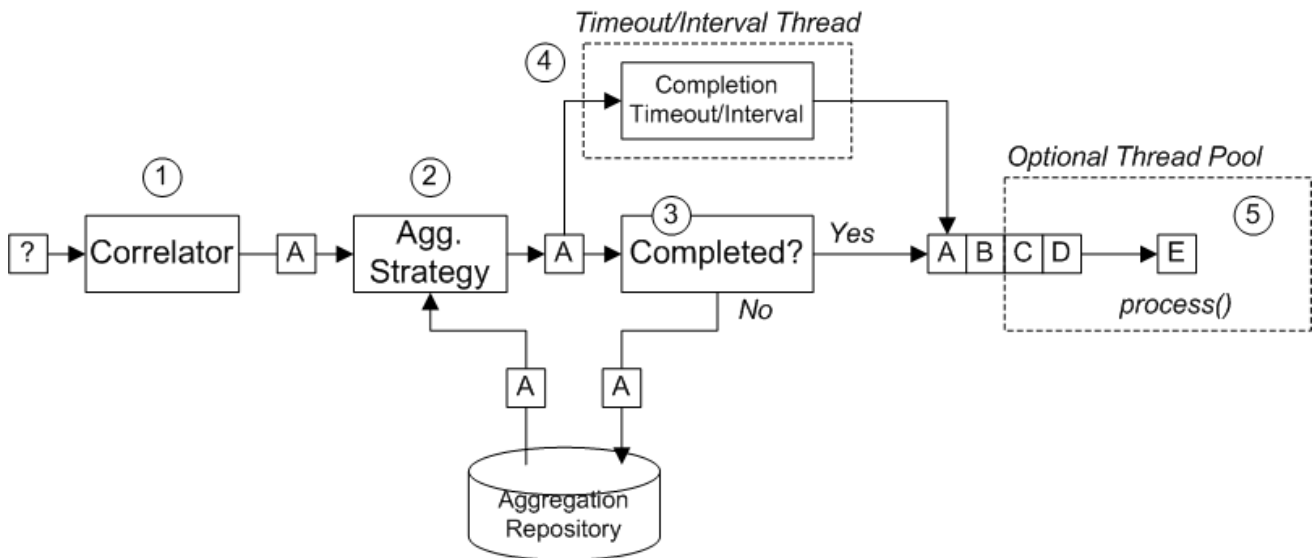 Timeout/Interval Thread
4
Completion
Timeout/Interval
Optional Thread Pool
1
2
3
5
?
Correlator
A
Agg.
Strategy
A
Completed?
Yes
A B C D
E
No
process()
A
A
Aggregation
Repository